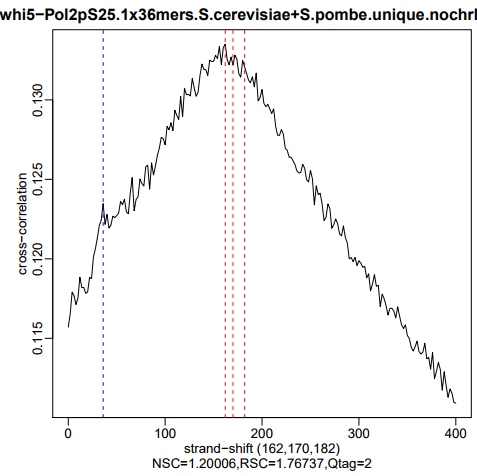 whi5−Pol2pS25.1x36mers.S.cerevisiae+S.pombe.unique.nochrl
cross−correlation
0.130
0.125
0.120
0.115
0 100 200 300 400
strand−shift (162,170,182)
NSC=1.20006,RSC=1.76737,Qtag=2